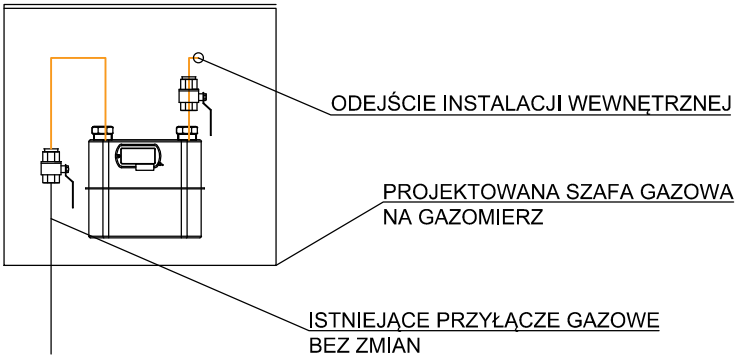 ODEJŚCIE INSTALACJI WEWNĘTRZNEJ
PROJEKTOWANA SZAFA GAZOWA
NA GAZOMIERZ
ISTNIEJĄCE PRZYŁĄCZE GAZOWE
BEZ ZMIAN